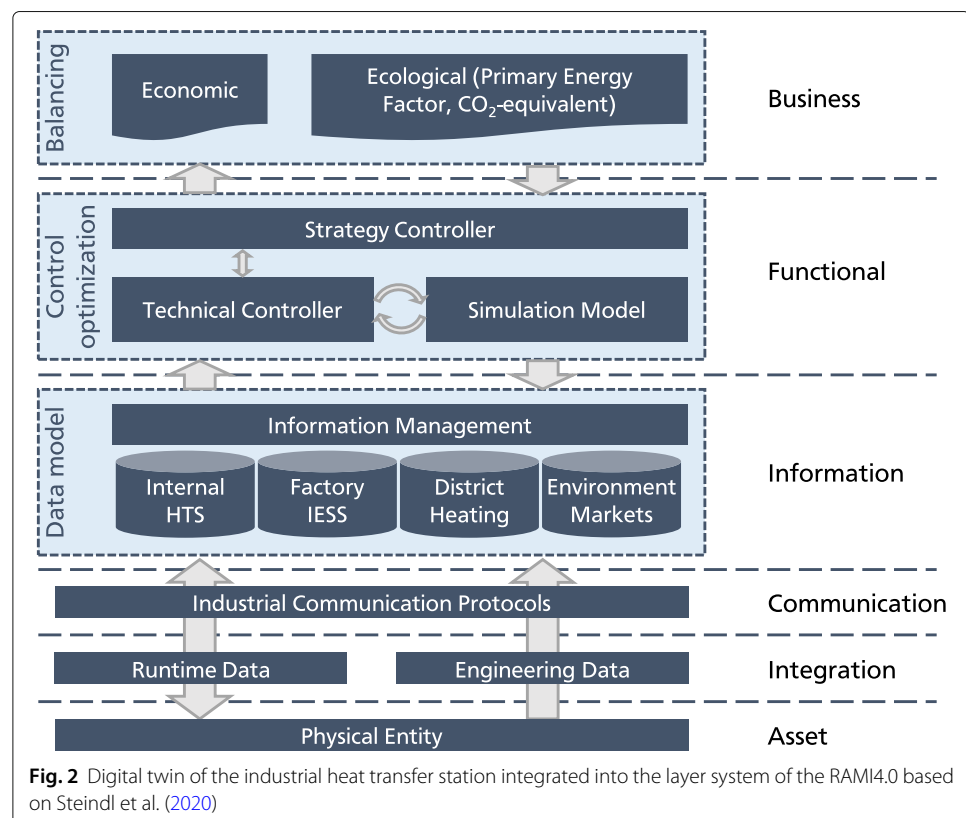 Balancing
Economic
Ecological (Primary Energy
Factor, CO₂-equivalent)
Business
Control
optimization
Strategy Controller
Technical Controller
Simulation Model
Functional
Data model
Information Management
Internal
HTS
Factory
IESS
District
Heating
Environment
Markets
Information
Industrial Communication Protocols
Communication
Runtime Data
Engineering Data
Integration
Physical Entity
Asset
Fig. 2 Digital twin of the industrial heat transfer station integrated into the layer system of the RAMI4.0 based
on Steindl et al. (2020)